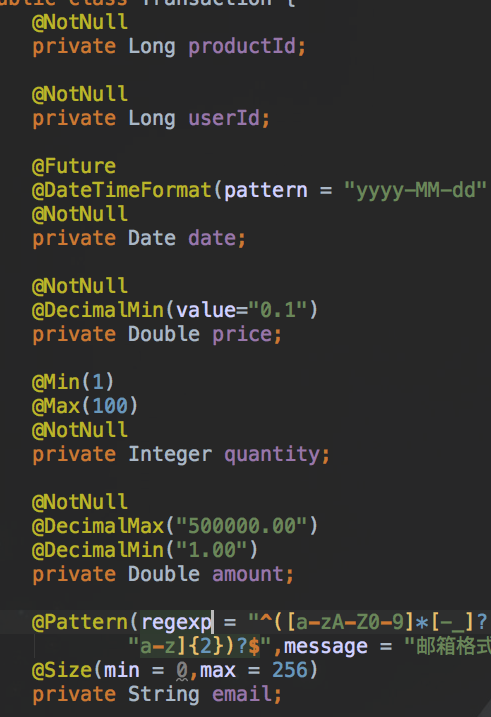 public class Transaction {
@NotNull
private Long productId;
@NotNull
private Long userId;
@Future
@DateTimeFormat(pattern = "yyyy-MM-dd"
@NotNull
private Date date;
@NotNull
@DecimalMin(value="0.1")
private Double price;
@Min(1)
@Max(100)
@NotNull
private Integer quantity;
@NotNull
@DecimalMax("500000.00")
@DecimalMin("1.00")
private Double amount;
@Pattern(regexp = "^([a-zA-Z0-9]*[-_]?
"a-z]{2})?$",message = "邮箱格式
@Size(min = 0,max = 256)
private String email;